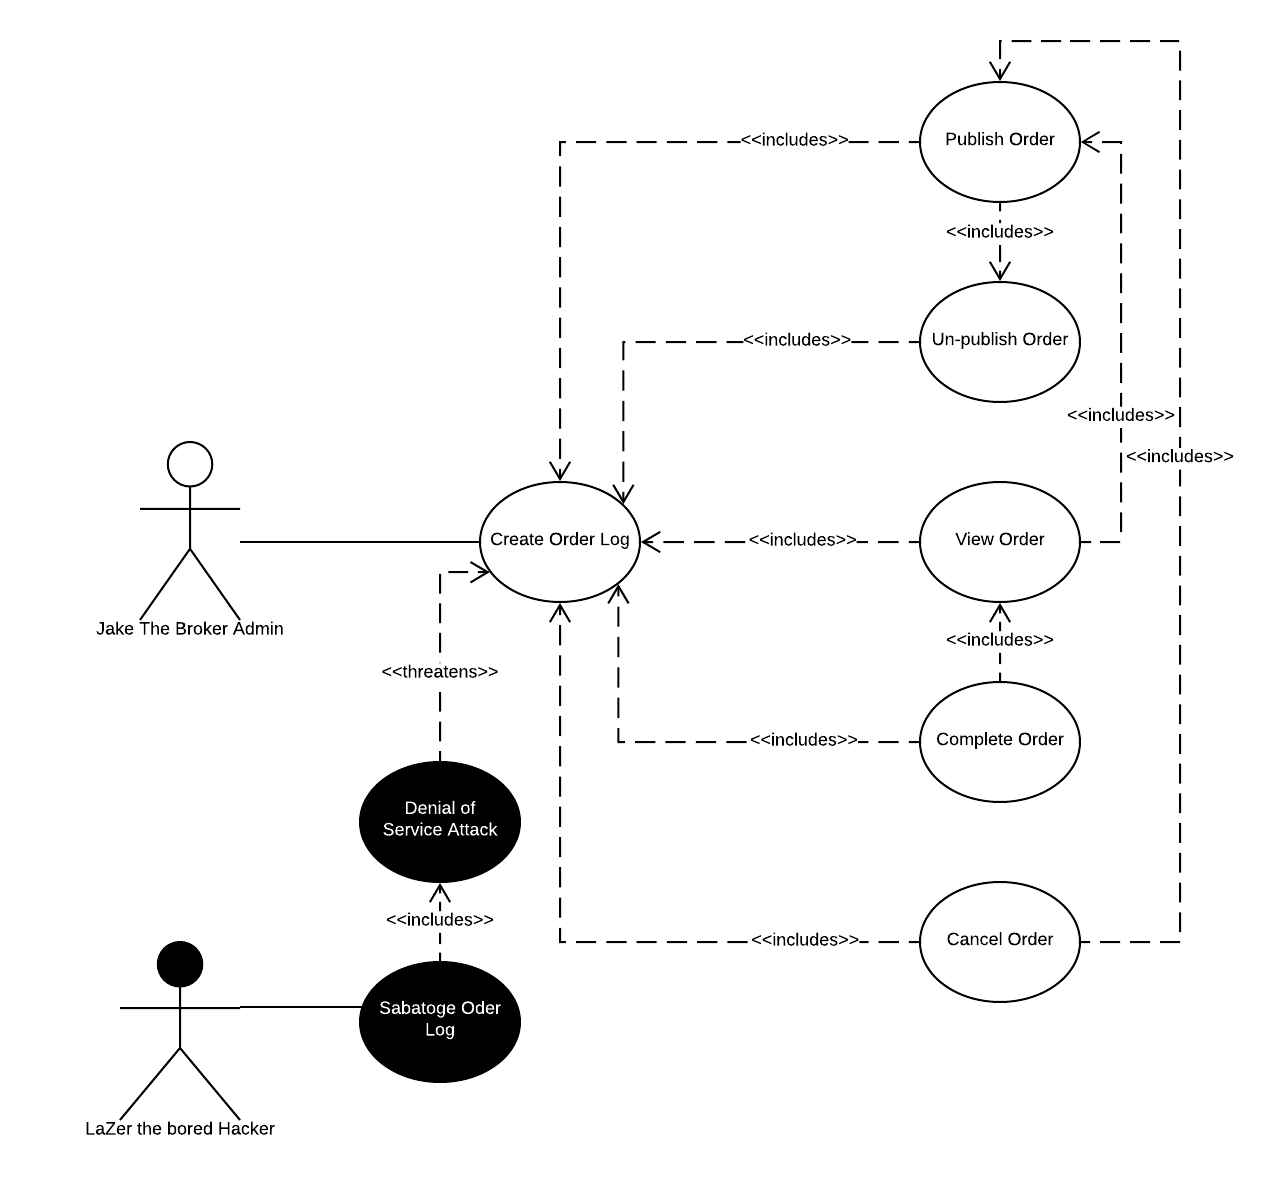 <<includes>>
Publish Order
<<includes>>
<<includes>>
Un-publish Order
<<includes>>
<<includes>>
Create Order Log
<<includes>>
View Order
Jake The Broker Admin
<<includes>>
<<threatens>>
<<includes>>
Complete Order
Denial of
Service Attack
<<includes>>
<<includes>>
Cancel Order
Sabatoge Oder
Log
LaZer the bored Hacker